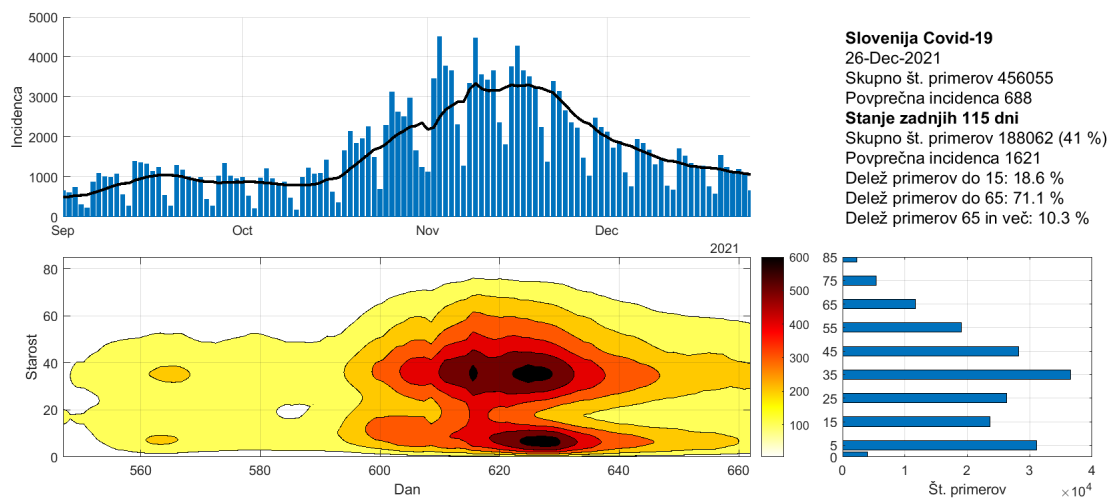 5000
4000
3000
2000
1000
0
Incidenca
Sep
Oct
Nov
Dec
2021
Slovenija Covid-19
26-Dec-2021
Skupno št. primerov 456055
Povprečna incidenca 688
Stanje zadnjih 115 dni
Skupno št. primerov 188062 (41 %)
Povprečna incidenca 1621
Delež primerov do 15: 18.6 %
Delež primerov do 65: 71.1 %
Delež primerov 65 in več: 10.3 %
80
60
40
20
0
Starost
560
580
600
620
640
660
Dan
600
500
400
300
200
100
85
75
65
55
45
35
25
15
5
0
0
1
2
3
4
Št. primerov
×10^4